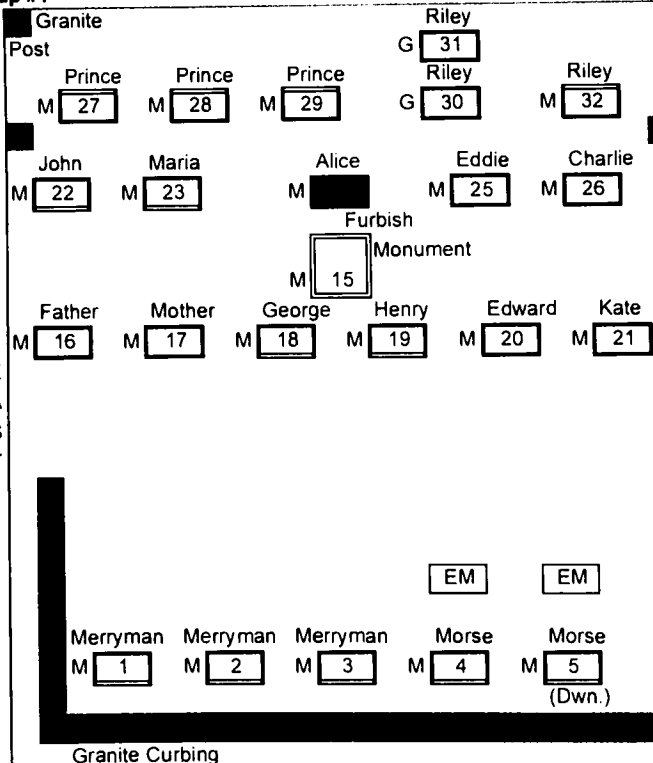 Granite
Post
Riley
G 31
Prince Prince Prince Riley Riley
M 27 M 28 M 29 G 30 M 32
John Maria Alice Eddie Charlie
M 22 M 23 M M 25 M 26
Furbish
Monument
M 15
Father Mother George Henry Edward Kate
M 16 M 17 M 18 M 19 M 20 M 21
EM EM
Merryman Merryman Merryman Morse Morse
M 1 M 2 M 3 M 4 M 5
(Dwn.)
Granite Curbing